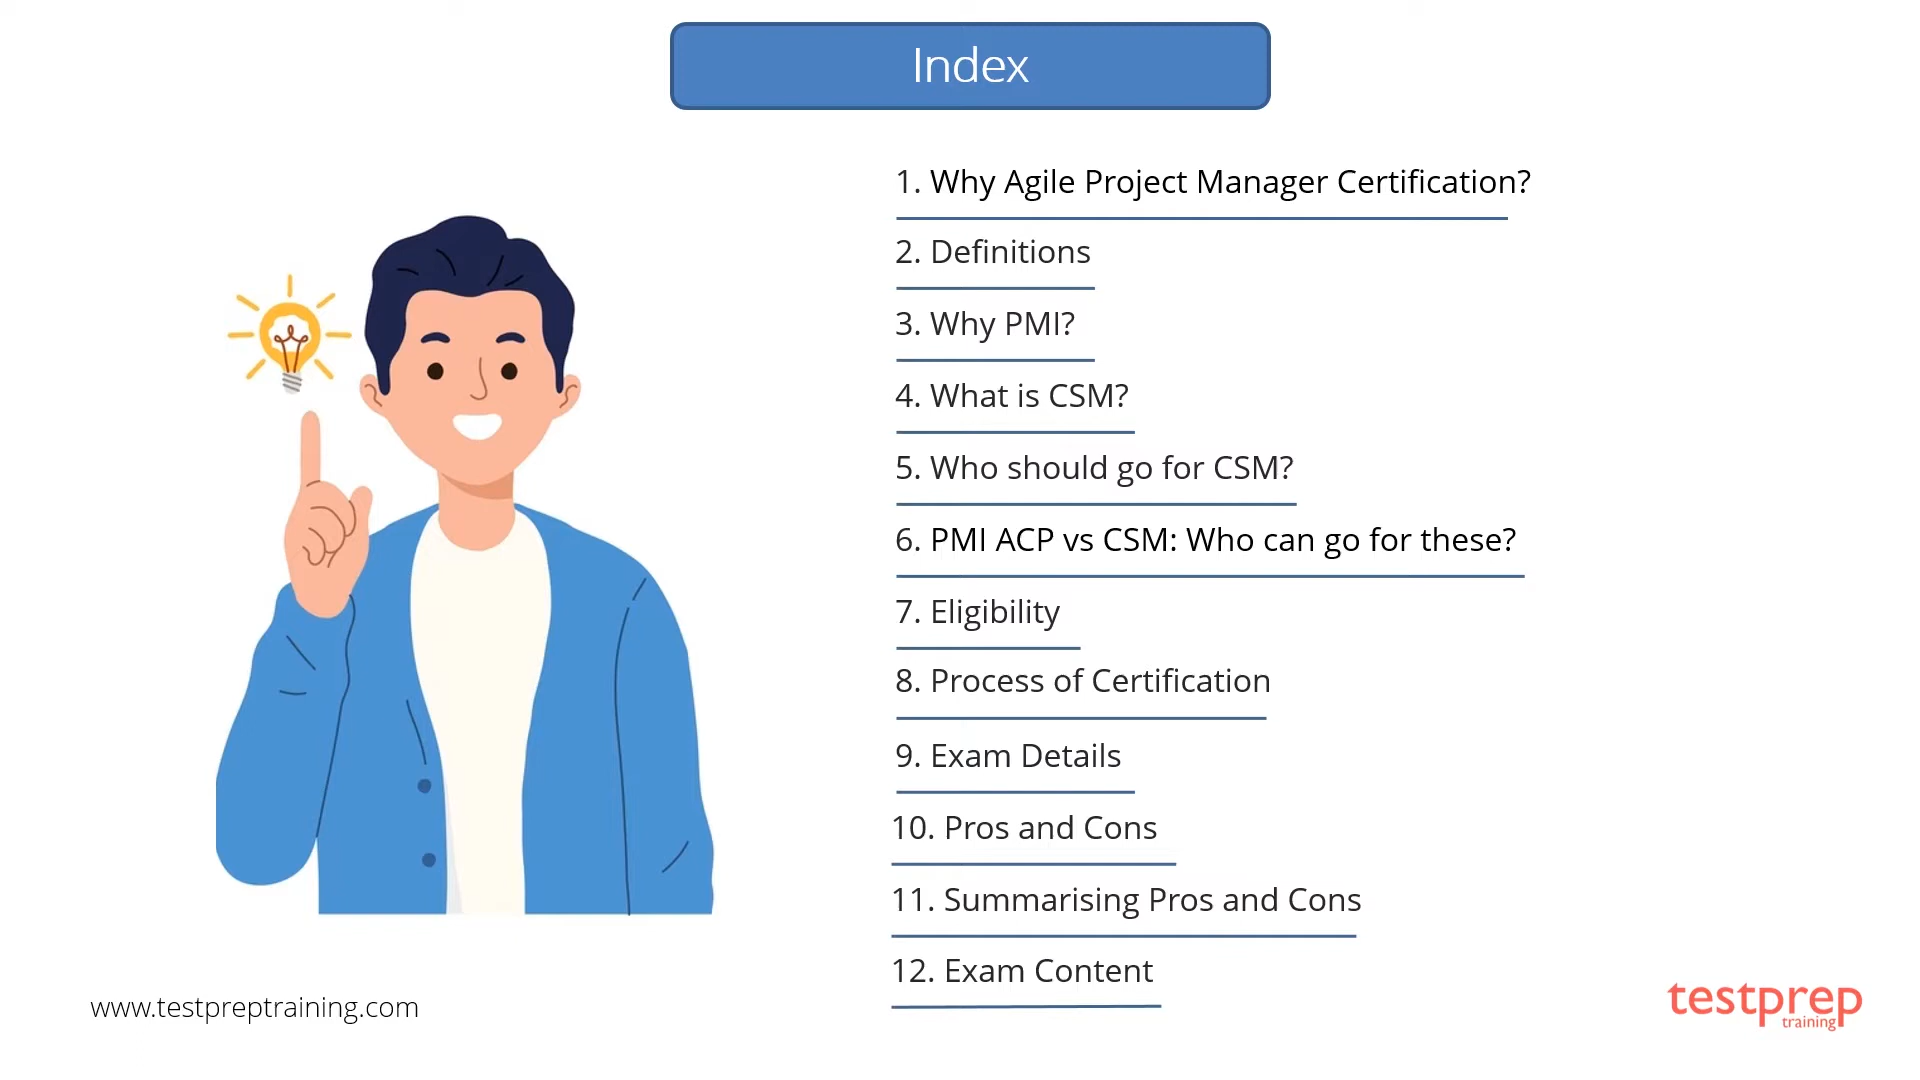 Index
1. Why Agile Project Manager Certification?
2. Definitions
3. Why PMI?
4. What is CSM?
5. Who should go for CSM?
6. PMI ACP vs CSM: Who can go for these?
7. Eligibility
8. Process of Certification
9. Exam Details
10. Pros and Cons
11. Summarising Pros and Cons
12. Exam Content
www.testpreptraining.com
testprep
training